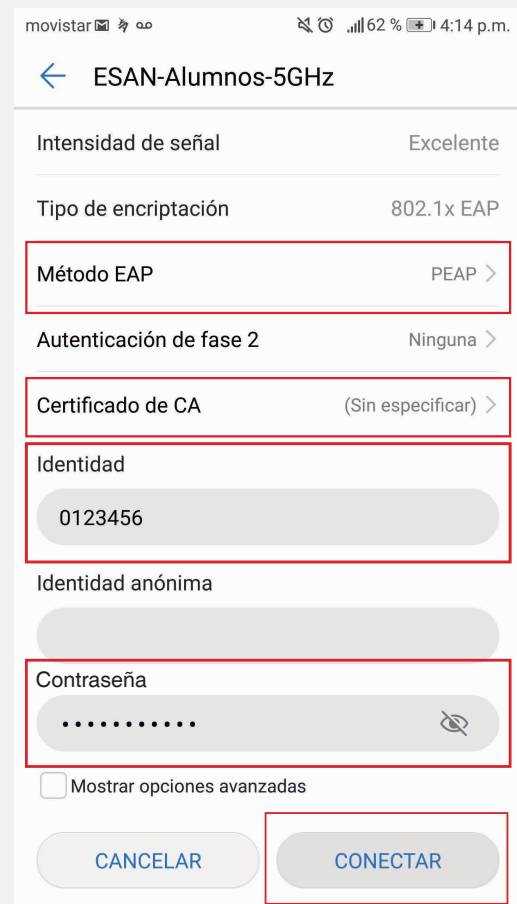 movistar 62 % 4:14 p.m.
ESAN-Alumnos-5GHz
Intensidad de señal Excelente
Tipo de encriptación 802.1x EAP
Método EAP PEAP >
Autenticación de fase 2 Ninguna >
Certificado de CA (Sin especificar) >
Identidad
0123456
Identidad anónima
Contraseña
•••••••••••
Mostrar opciones avanzadas
CANCELAR CONECTAR